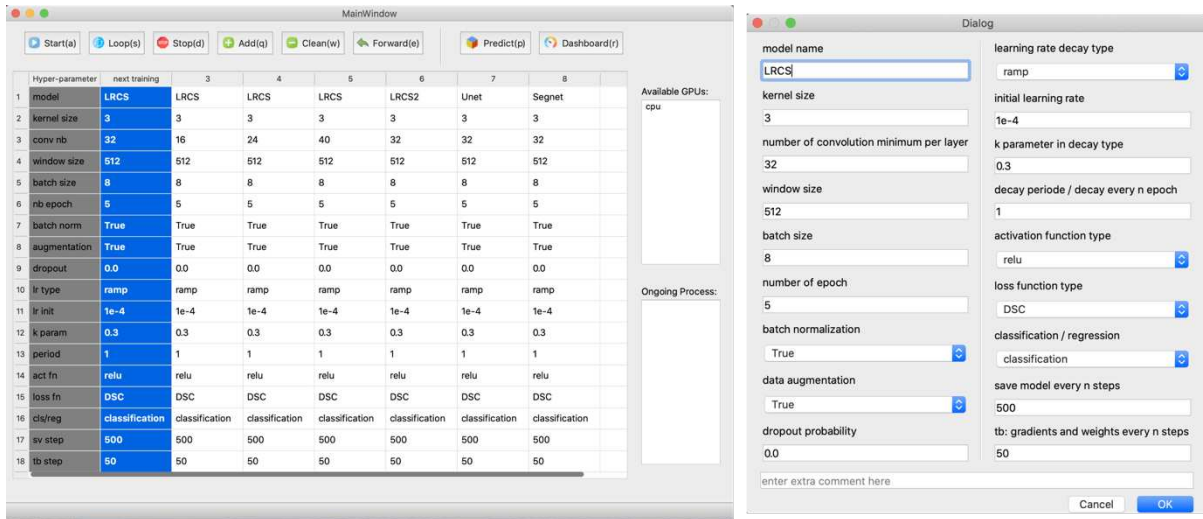 MainWindow
Start(a) Loop(s) Stop(d) Add(q) Clean(w) Forward(e) Predict(p) Dashboard(r)
Hyper-parameter next training 3 4 5 6 7 8
1 model LRCS LRCS LRCS LRCS LRCS2 Unet Segnet
2 kernel size 3 3 3 3 3 3 3
3 conv nb 32 16 24 40 32 32 32
4 window size 512 512 512 512 512 512 512
5 batch size 8 8 8 8 8 8 8
6 nb epoch 5 5 5 5 5 5 5
7 batch norm True True True True True True True
8 augmentation True True True True True True True
9 dropout 0.0 0.0 0.0 0.0 0.0 0.0 0.0
10 lr type ramp ramp ramp ramp ramp ramp ramp
11 lr init 1e-4 1e-4 1e-4 1e-4 1e-4 1e-4 1e-4
12 k param 0.3 0.3 0.3 0.3 0.3 0.3 0.3
13 period 1 1 1 1 1 1 1
14 act fn relu relu relu relu relu relu relu
15 loss fn DSC DSC DSC DSC DSC DSC DSC
16 cls/reg classification classification classification classification classification classification classification
17 sv step 500 500 500 500 500 500 500
18 tb step 50 50 50 50 50 50 50
Available GPUs:
cpu
Ongoing Process:
Dialog
model name
LRCS
kernel size
3
number of convolution minimum per layer
32
window size
512
batch size
8
number of epoch
5
batch normalization
True
data augmentation
True
dropout probability
0.0
learning rate decay type
ramp
initial learning rate
1e-4
k parameter in decay type
0.3
decay periode / decay every n epoch
1
activation function type
relu
loss function type
DSC
classification / regression
classification
save model every n steps
500
tb: gradients and weights every n steps
50
enter extra comment here
Cancel OK